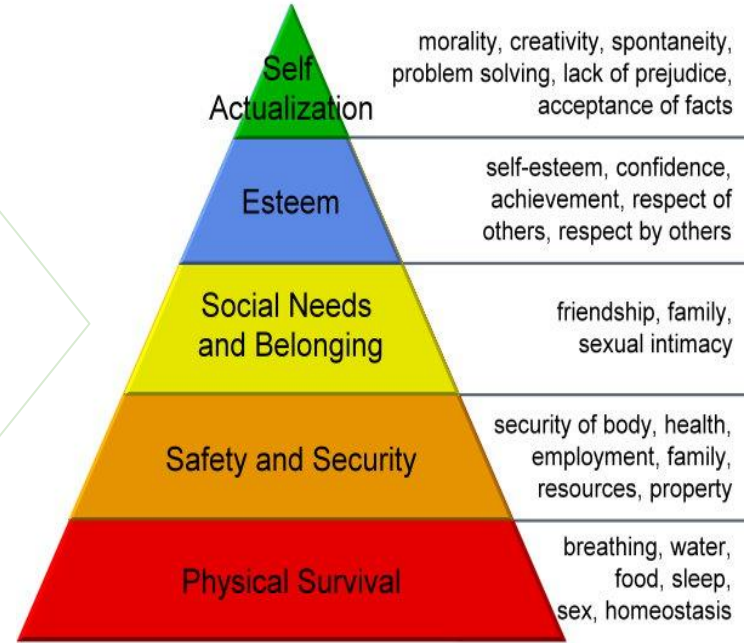 Self
Actualization
morality, creativity, spontaneity,
problem solving, lack of prejudice,
acceptance of facts
Esteem
self-esteem, confidence,
achievement, respect of
others, respect by others
Social Needs
and Belonging
friendship, family,
sexual intimacy
Safety and Security
security of body, health,
employment, family,
resources, property
Physical Survival
breathing, water,
food, sleep,
sex, homeostasis